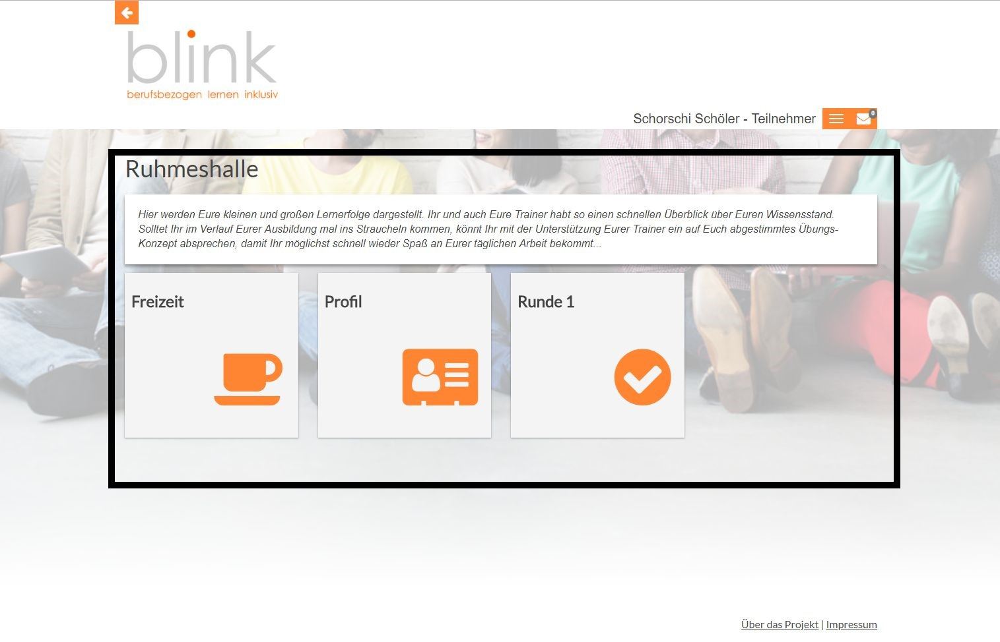 blink
berufsbezogen lernen inklusiv
Schorschi Schöler - Teilnehmer
0
Ruhmeshalle
Hier werden Eure kleinen und großen Lernerfolge dargestellt. Ihr und auch Eure Trainer habt so einen schnellen Überblick über Euren Wissensstand.
Solltet Ihr im Verlauf Eurer Ausbildung mal ins Straucheln kommen, könnt Ihr mit der Unterstützung Eurer Trainer ein auf Euch abgestimmtes Übungs-
Konzept absprechen, damit Ihr möglichst schnell wieder Spaß an Eurer täglichen Arbeit bekommt...
Freizeit
Profil
Runde 1
Über das Projekt | Impressum